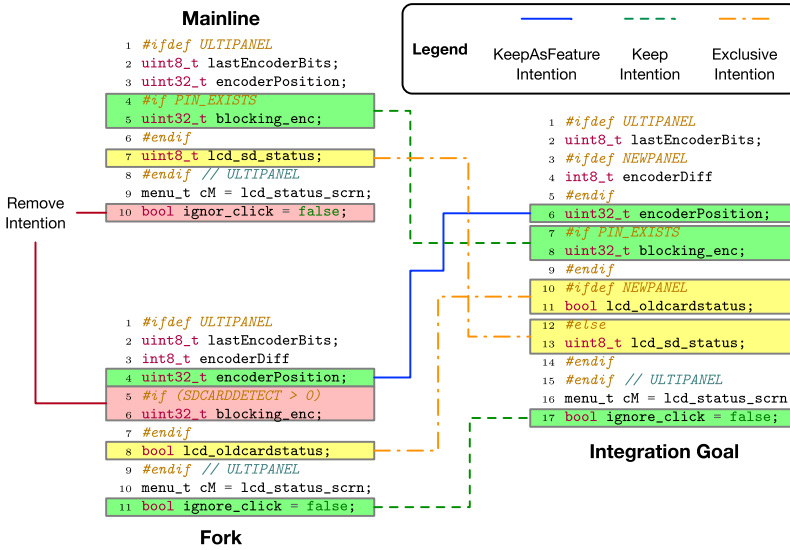 Mainline
1 #ifdef ULTIPANEL
2 uint8_t lastEncoderBits;
3 uint32_t encoderPosition;
4 #if PIN_EXISTS
5 uint32_t blocking_enc;
6 #endif
7 uint8_t lcd_sd_status;
8 #endif // ULTIPANEL
9 menu_t cM = lcd_status_scrn;
10 bool ignor_click = false;
Remove
Intention
1 #ifdef ULTIPANEL
2 uint8_t lastEncoderBits;
3 int8_t encoderDiff
4 uint32_t encoderPosition;
5 #if (SDCARDDETECT > 0)
6 uint32_t blocking_enc;
7 #endif
8 bool lcd_oldcardstatus;
9 #endif // ULTIPANEL
10 menu_t cM = lcd_status_scrn;
11 bool ignore_click = false;
Fork
Legend
KeepAsFeature
Intention
Keep
Intention
Exclusive
Intention
1 #ifdef ULTIPANEL
2 uint8_t lastEncoderBits;
3 #ifdef NEWPANEL
4 int8_t encoderDiff
5 #endif
6 uint32_t encoderPosition;
7 #if PIN_EXISTS
8 uint32_t blocking_enc;
9 #endif
10 #ifdef NEWPANEL
11 bool lcd_oldcardstatus;
12 #else
13 uint8_t lcd_sd_status;
14 #endif
15 #endif // ULTIPANEL
16 menu_t cM = lcd_status_scrn
17 bool ignore_click = false;
Integration Goal